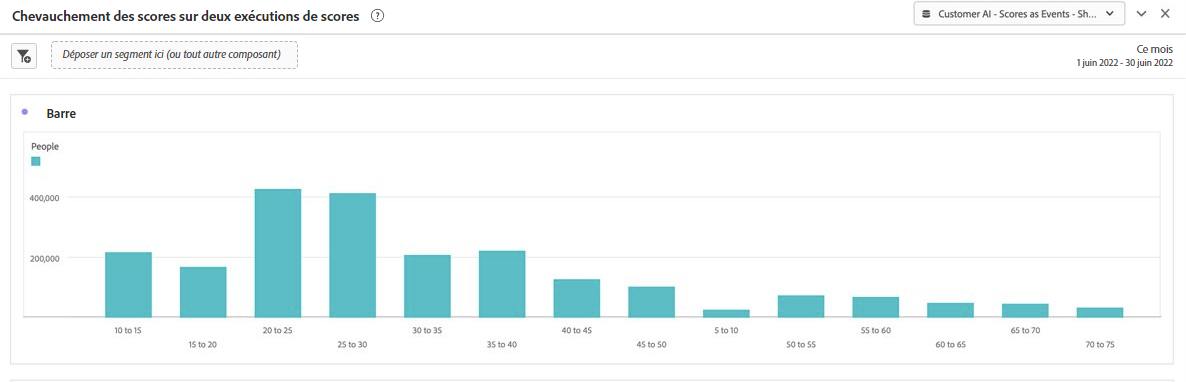 Chevauchement des scores sur deux exécutions de scores ?
Customer AI - Scores as Events - Sh...
Déposer un segment ici (ou tout autre composant)
Ce mois
1 juin 2022 - 30 juin 2022
Barre
People
400,000
200,000
10 to 15
15 to 20
20 to 25
25 to 30
30 to 35
35 to 40
40 to 45
45 to 50
5 to 10
50 to 55
55 to 60
60 to 65
65 to 70
70 to 75